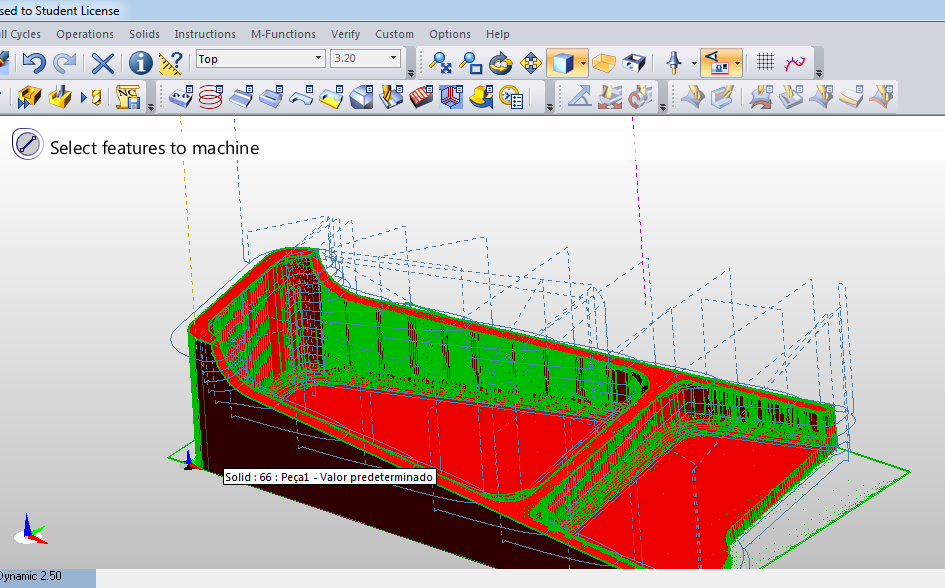 sed to Student License
ll Cycles Operations Solids Instructions M-Functions Verify Custom Options Help
Top 3.20
NC
Select features to machine
Solid : 66 : Peça1 - Valor predeterminado
Dynamic 2.50